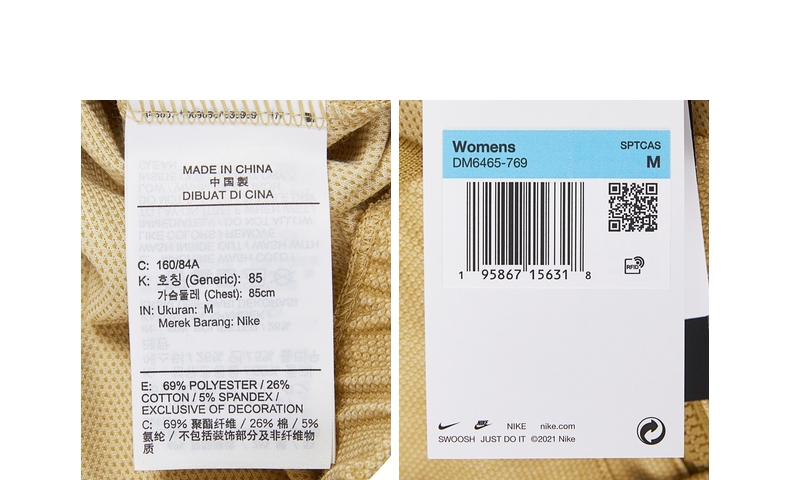 MADE IN CHINA
中国製
DIBUAT DI CINA
C: 160/84A
K: 호칭 (Generic): 85
가슴둘레 (Chest): 85cm
IN: Ukuran: M
Merek Barang: Nike
E: 69% POLYESTER / 26%
COTTON / 5% SPANDEX /
EXCLUSIVE OF DECORATION
C: 69% 聚酯纤维 / 26% 棉 / 5%
氨纶 / 不包括装饰部分及非纤维物
质
Womens
SPTCAS
DM6465-769
M
1 95867 15631 8
RFID
NIKE nike.com
SWOOSH JUST DO IT ©2021 Nike